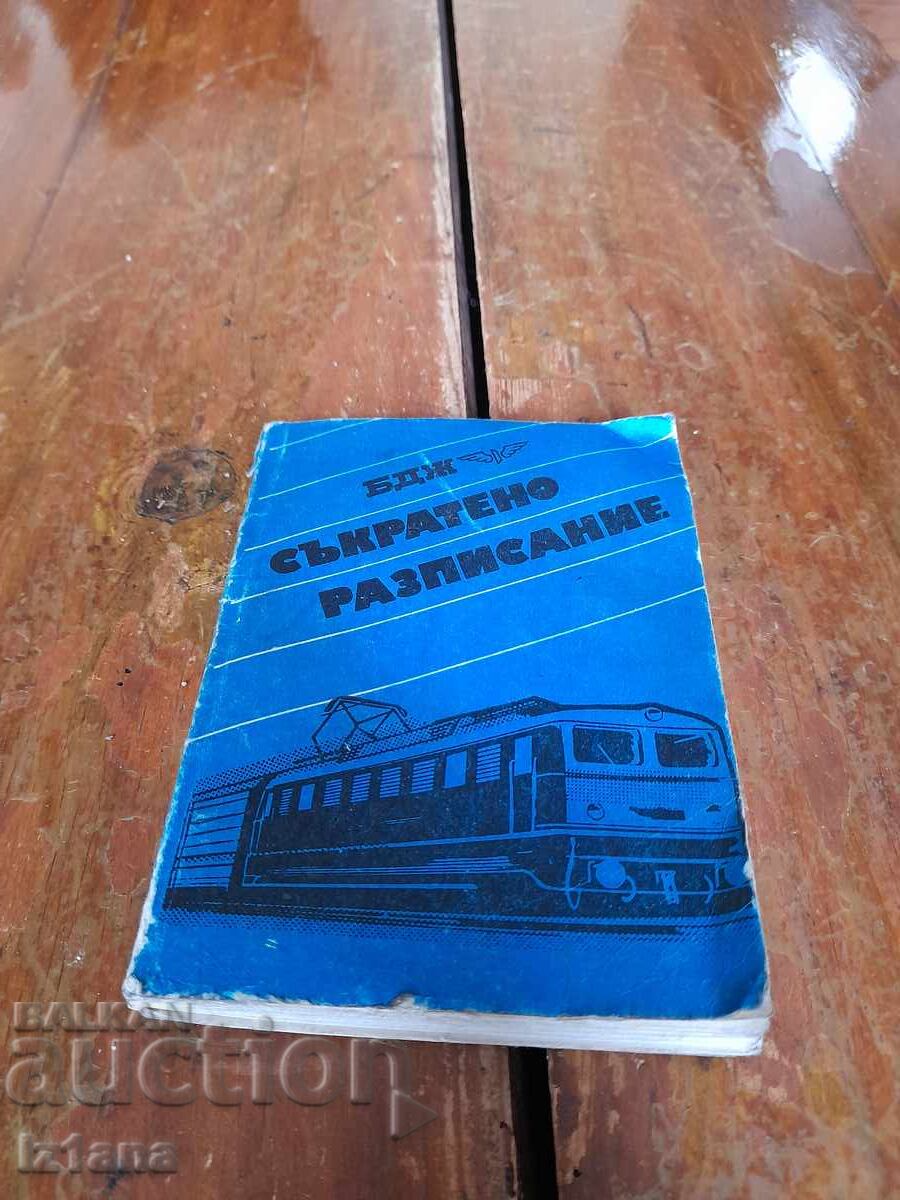 БДЖ
СЪКРАТЕНО
РАЗПИСАНИЕ
BALKAN
auction
iz1ana